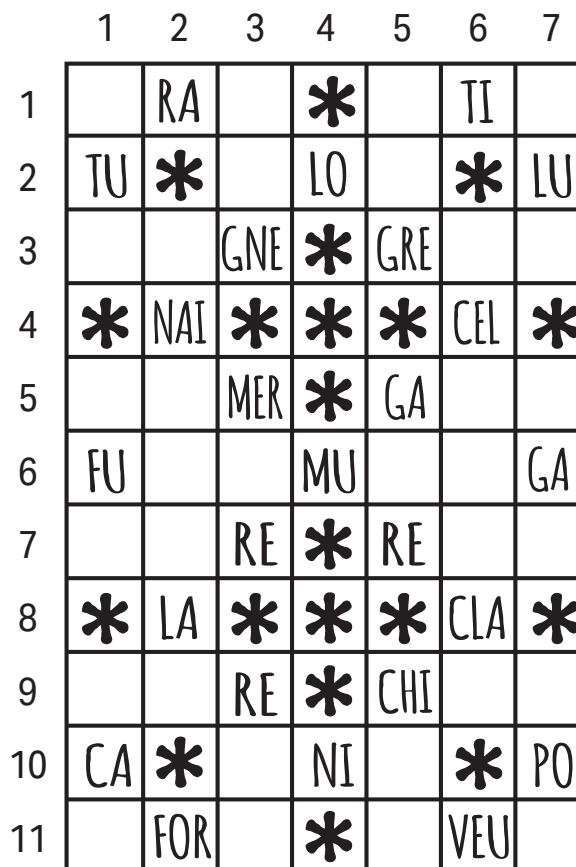 1 2 3 4 5 6 7
1 RA * TI
2 TU * LO * LU
3 GNE * GRE
4 * NAI * * * CEL *
5 MER * GA
6 FU MU GA
7 RE * RE
8 * LA * * * CLA *
9 RE * CHI
10 CA * NI * PO
11 FOR * VEU